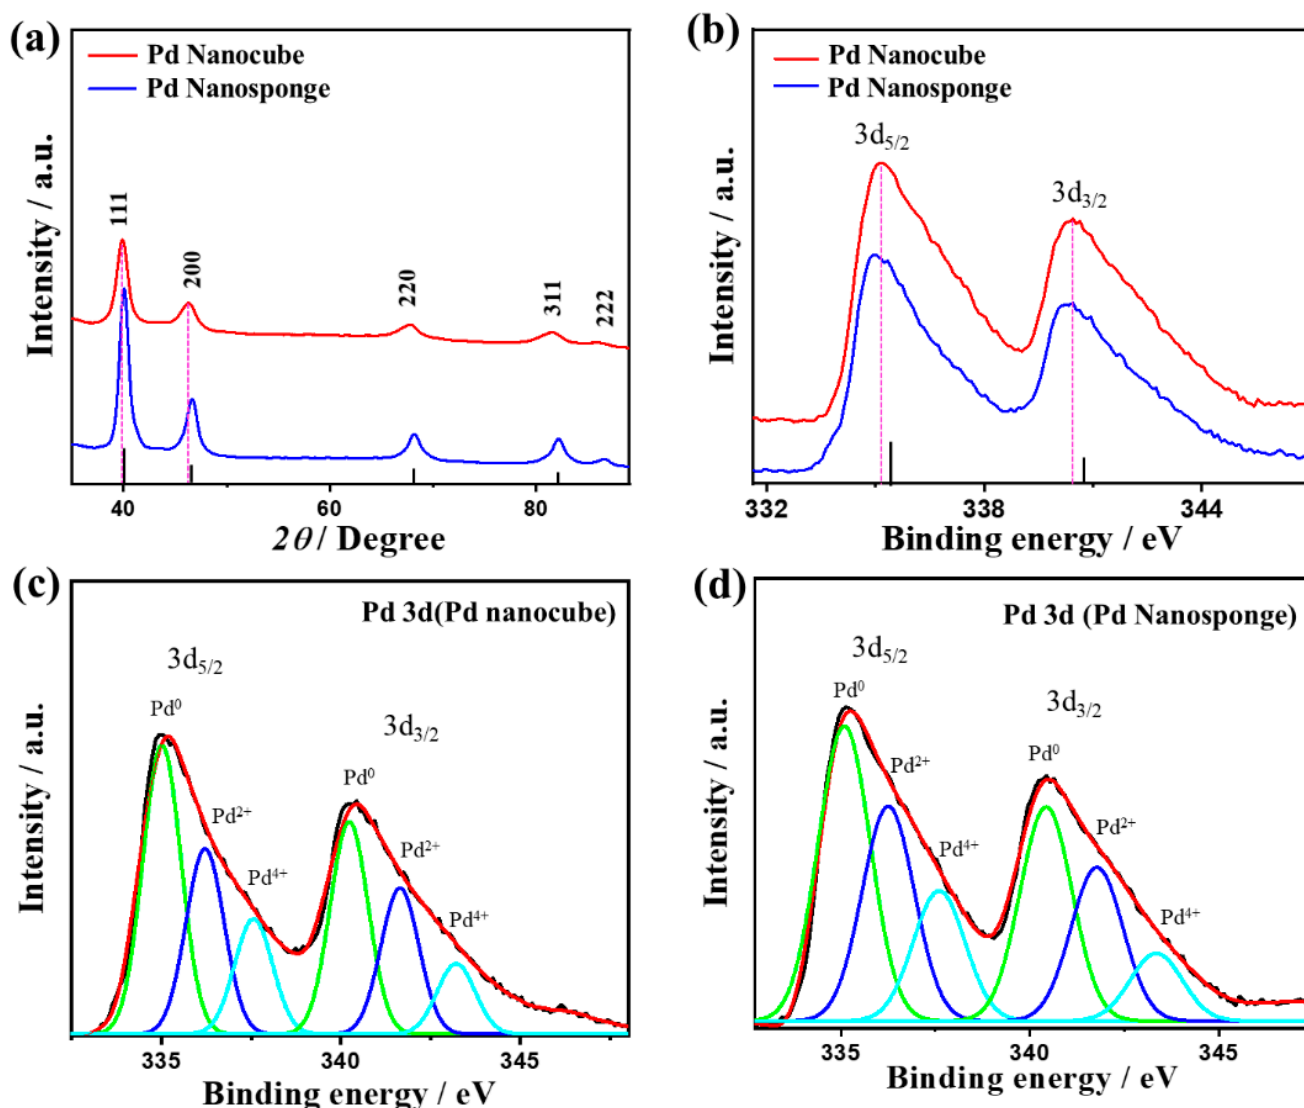 (a)
Pd Nanocube
Pd Nanosponge
111
200
220
311
222
Intensity / a.u.
40
60
80
2θ / Degree
(b)
Pd Nanocube
Pd Nanosponge
3d5/2
3d3/2
Intensity / a.u.
332
338
344
Binding energy / eV
(c)
Pd 3d(Pd nanocube)
3d5/2
Pd⁰
Pd²⁺
Pd⁴⁺
3d3/2
Pd⁰
Pd²⁺
Pd⁴⁺
Intensity / a.u.
335
340
345
Binding energy / eV
(d)
Pd 3d (Pd Nanosponge)
3d5/2
Pd⁰
Pd²⁺
Pd⁴⁺
3d3/2
Pd⁰
Pd²⁺
Pd⁴⁺
Intensity / a.u.
335
340
345
Binding energy / eV